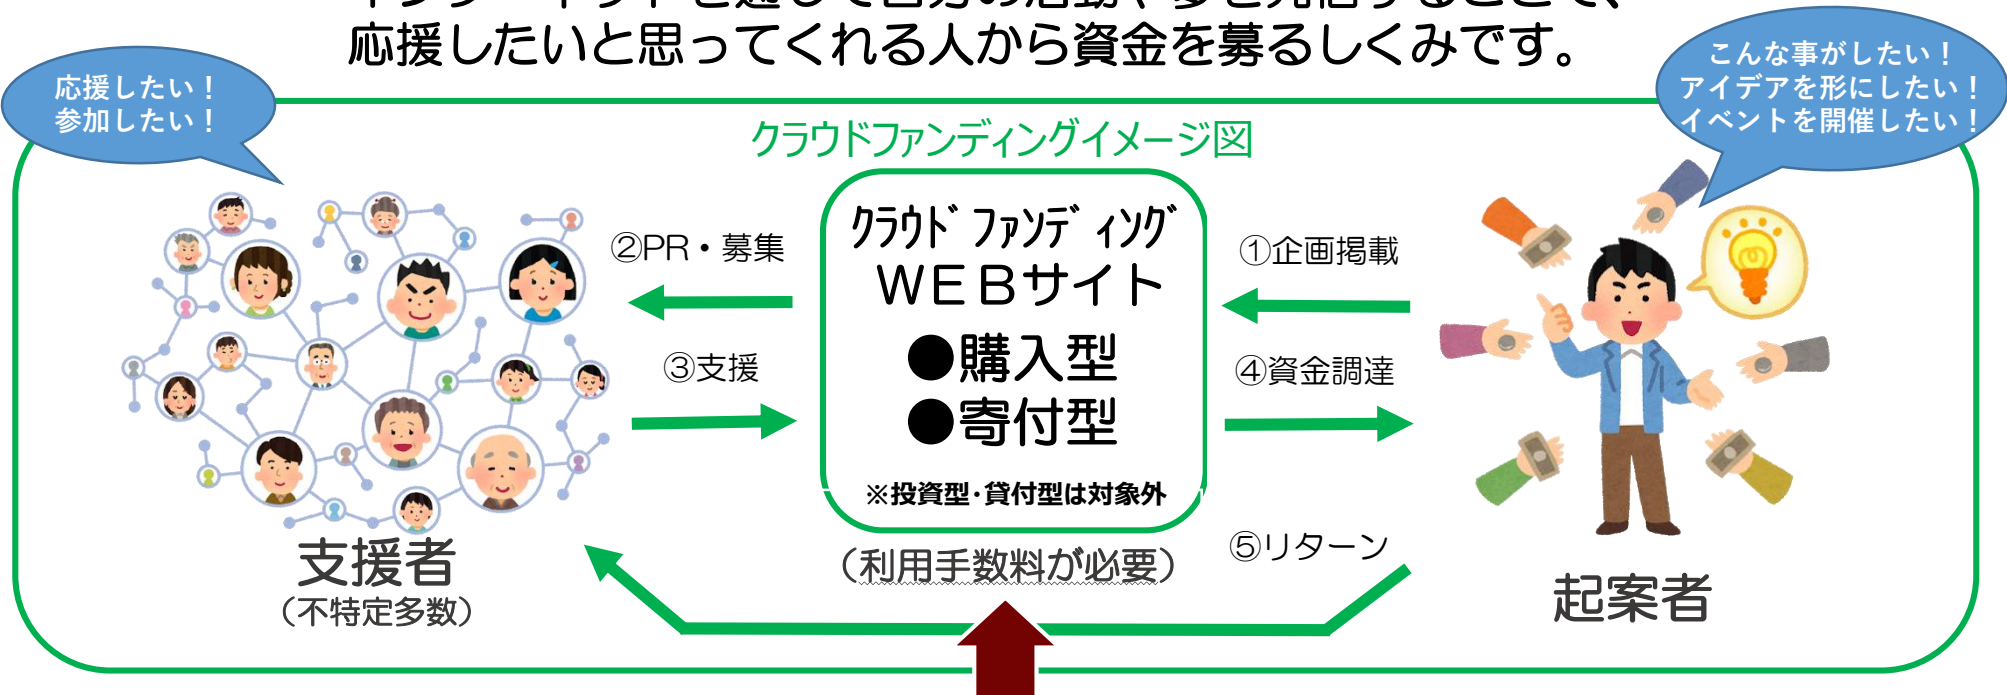 応援したいと思ってくれる人から資金を募るしくみです。
応援したい！
参加したい！
こんな事がしたい！
アイデアを形にしたい！
イベントを開催したい！
クラウドファンディングイメージ図
クラウドファンディング
ＷＥＢサイト
●購入型
●寄付型
※投資型・貸付型は対象外
（利用手数料が必要）
②PR・募集
③支援
①企画掲載
④資金調達
⑤リターン
支援者
（不特定多数）
起案者